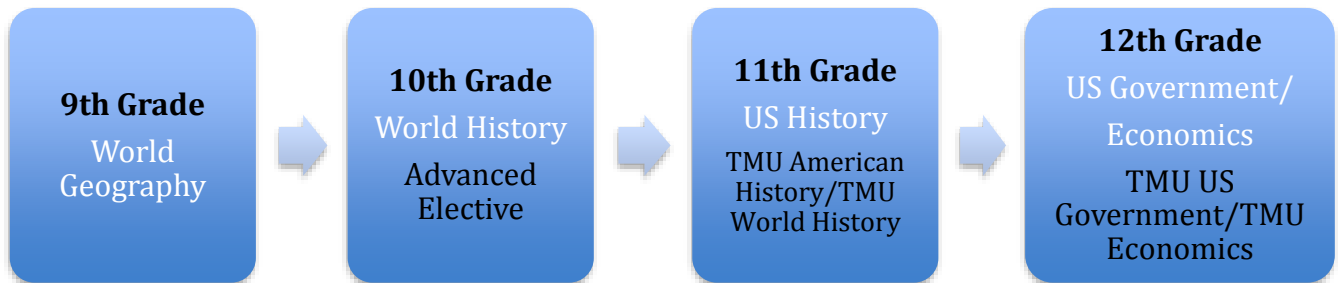 9th Grade
World
Geography
10th Grade
World History
Advanced
Elective
11th Grade
US History
TMU American
History/TMU
World History
12th Grade
US Government/
Economics
TMU US
Government/TMU
Economics